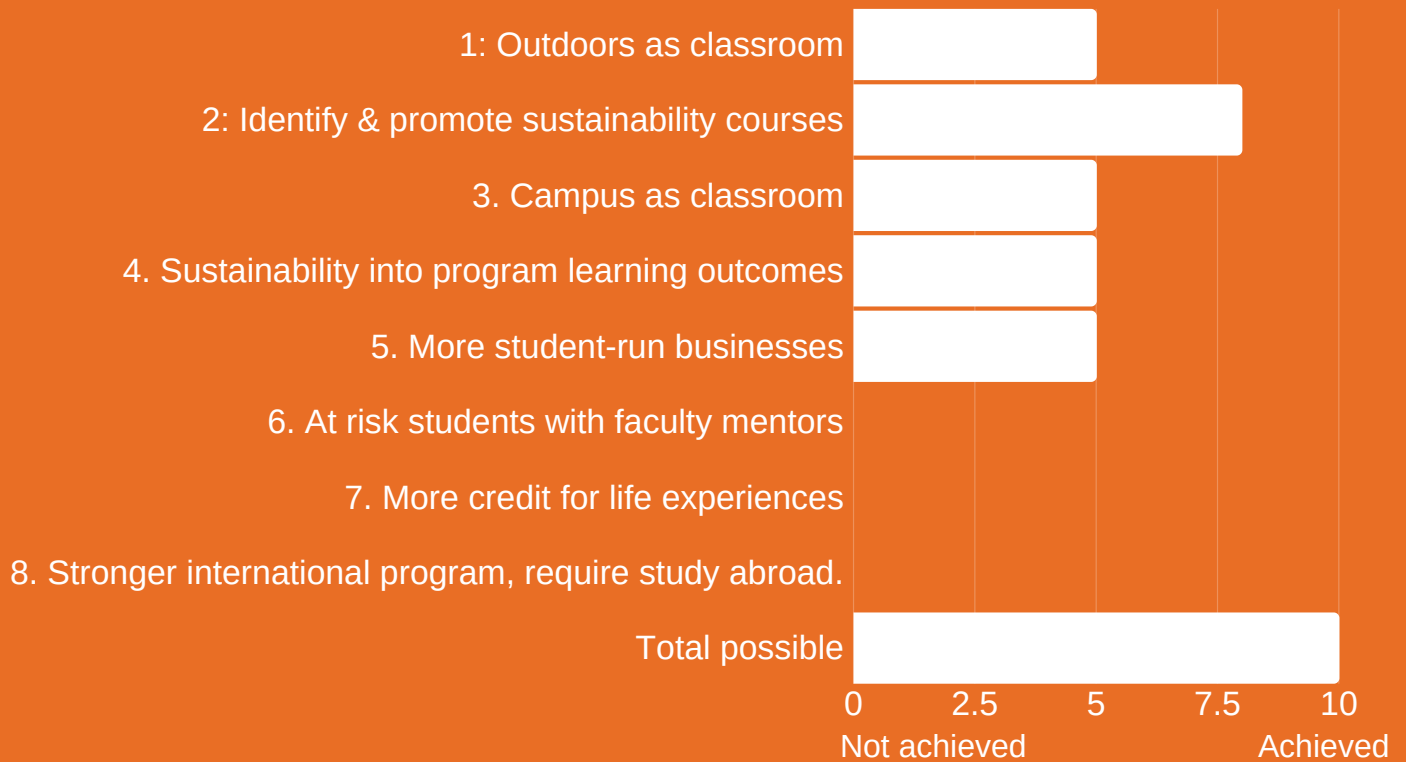 1: Outdoors as classroom
2: Identify & promote sustainability courses
3. Campus as classroom
4. Sustainability into program learning outcomes
5. More student-run businesses
6. At risk students with faculty mentors
7. More credit for life experiences
8. Stronger international program, require study abroad.
Total possible
0 2.5 5 7.5 10
Not achieved Achieved